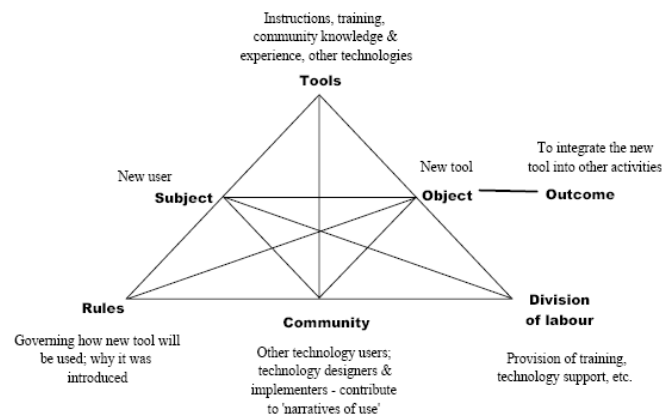 Instructions, training,
community knowledge &
experience, other technologies
Tools
New user
Subject
New tool
Object
To integrate the new
tool into other activities
Outcome
Rules
Governing how new tool will
be used; why it was
introduced
Community
Other technology users;
technology designers &
implementers - contribute
to 'narratives of use'
Division
of labour
Provision of training,
technology support, etc.